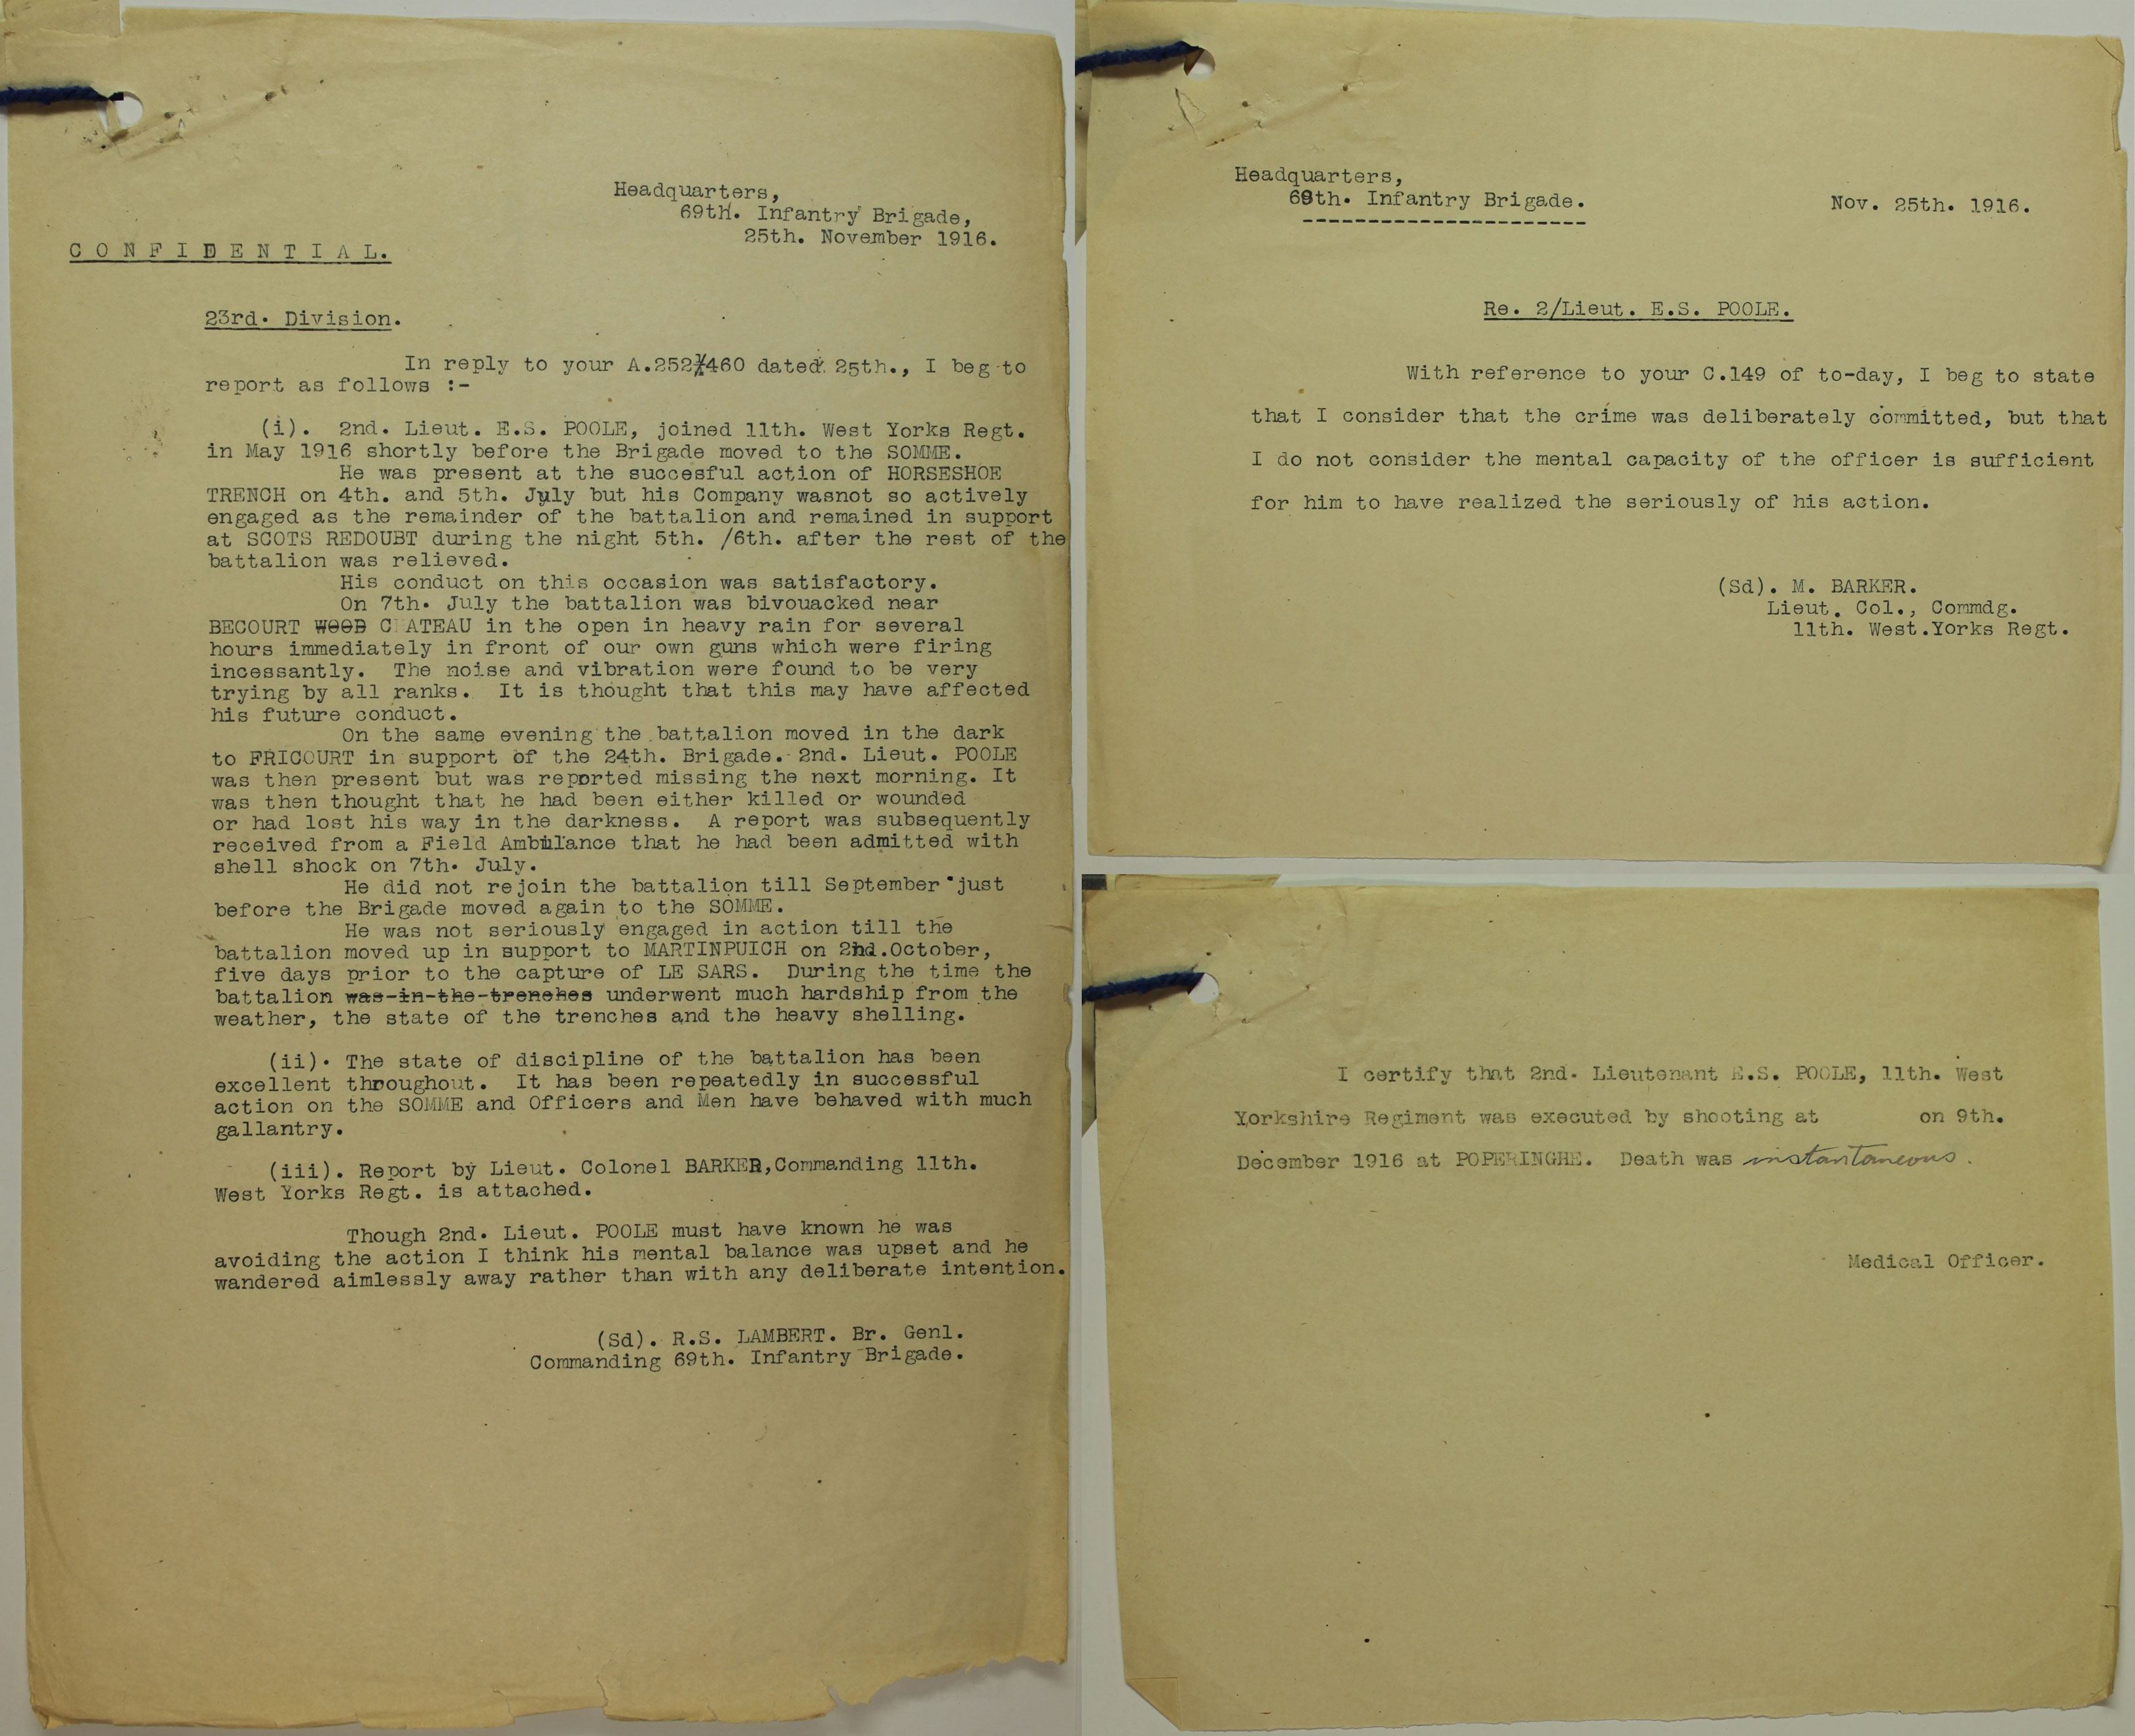 Headquarters,
69th. Infantry Brigade,
25th. November 1916.
CONFIDENTIAL.
23rd. Division.
In reply to your A.252/460 dated 25th., I beg to
report as follows :-
(i). 2nd. Lieut. E.S. POOLE, joined 11th. West Yorks Regt.
in May 1916 shortly before the Brigade moved to the SOMME.
He was present at the succesful action of HORSESHOE
TRENCH on 4th. and 5th. July but his Company wasnot so actively
engaged as the remainder of the battalion and remained in support
at SCOTS REDOUBT during the night 5th. /6th. after the rest of the
battalion was relieved.
His conduct on this occasion was satisfactory.
On 7th. July the battalion was bivouacked near
BECOURT WOOD C ATEAU in the open in heavy rain for several
hours immediately in front of our own guns which were firing
incessantly. The noise and vibration were found to be very
trying by all ranks. It is thought that this may have affected
his future conduct.
On the same evening the battalion moved in the dark
to FRICOURT in support of the 24th. Brigade. 2nd. Lieut. POOLE
was then present but was reported missing the next morning. It
was then thought that he had been either killed or wounded
or had lost his way in the darkness. A report was subsequently
received from a Field Ambulance that he had been admitted with
shell shock on 7th. July.
He did not rejoin the battalion till September just
before the Brigade moved again to the SOMME.
He was not seriously engaged in action till the
battalion moved up in support to MARTINPUICH on 2nd.October,
five days prior to the capture of LE SARS. During the time the
battalion was-in-the-trenches underwent much hardship from the
weather, the state of the trenches and the heavy shelling.
(ii). The state of discipline of the battalion has been
excellent throughout. It has been repeatedly in successful
action on the SOMME and Officers and Men have behaved with much
gallantry.
(iii). Report by Lieut. Colonel BARKER,Commanding 11th.
West Yorks Regt. is attached.
Though 2nd. Lieut. POOLE must have known he was
avoiding the action I think his mental balance was upset and he
wandered aimlessly away rather than with any deliberate intention.
(Sd). R.S. LAMBERT. Br. Genl.
Commanding 69th. Infantry Brigade.
Headquarters,
69th. Infantry Brigade. Nov. 25th. 1916.
Re. 2/Lieut. E.S. POOLE.
With reference to your C.149 of to-day, I beg to state
that I consider that the crime was deliberately committed, but that
I do not consider the mental capacity of the officer is sufficient
for him to have realized the seriously of his action.
(Sd). M. BARKER.
Lieut. Col., Commdg.
11th. West.Yorks Regt.
I certify that 2nd. Lieutenant E.S. POOLE, 11th. West
Yorkshire Regiment was executed by shooting at on 9th.
December 1916 at POPERINGHE. Death was instantaneous.
Medical Officer.